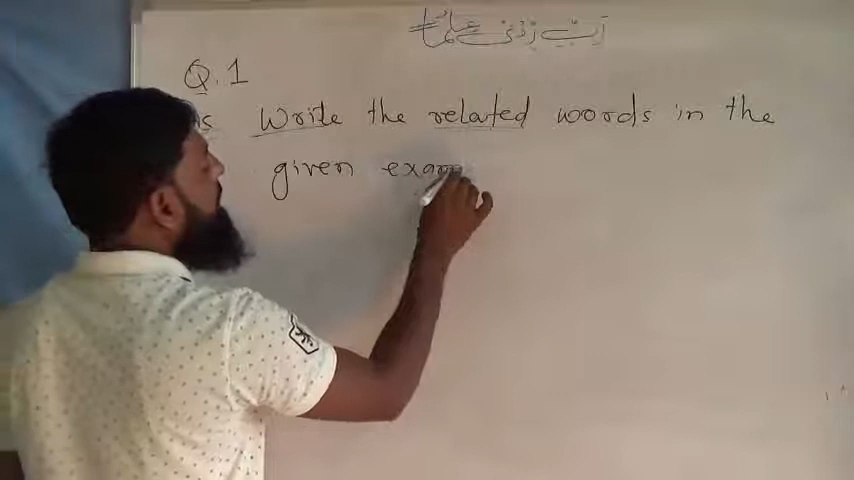 رَبِّ زِدْنِي عِلْمًا
Q.1
Write the related words in the
given exam